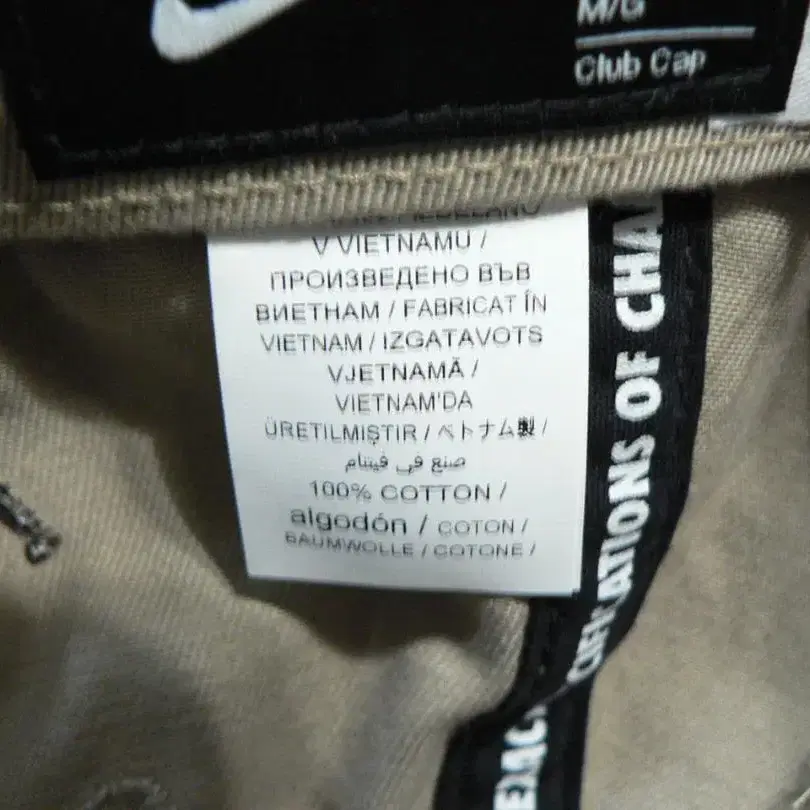 M/G
Club Cap
V VIETNAMU /
ПРОИЗВЕДЕНО ВЪВ
ВИЕТНАМ / FABRICAT ÎN
VIETNAM / IZGATAVOTS
VJETNAMĀ /
VIETNAM'DA
ÜRETILMIŞTIR / ベトナム製 /
صنع في فيتنام
100% COTTON /
algodón / COTON /
BAUMWOLLE / COTONE /
ATIONS OF CHA
EXACT